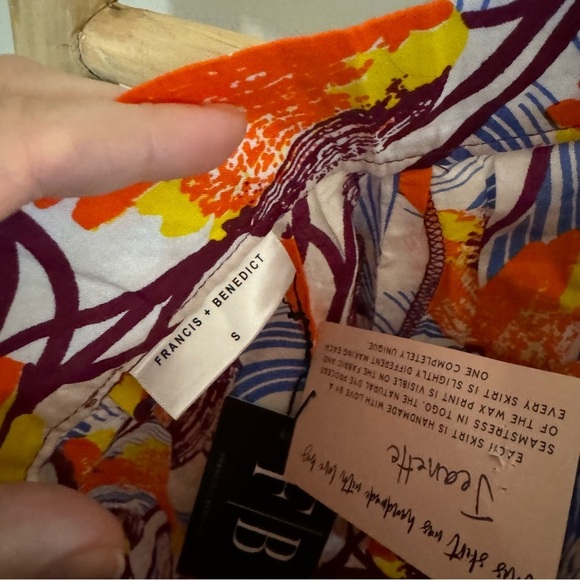 FRANCIS + BENEDICT
S
skirt was handmade with love by:
Jeanette
EACH SKIRT IS HANDMADE WITH LOVE BY A
SEAMSTRESS IN TOGO. THE NATURAL DYE PROCESS
OF THE WAX PRINT IS VISIBLE ON THE FABRIC AND
EVERY SKIRT IS SLIGHTLY DIFFERENT MAKING EACH
ONE COMPLETELY UNIQUE.
F|B